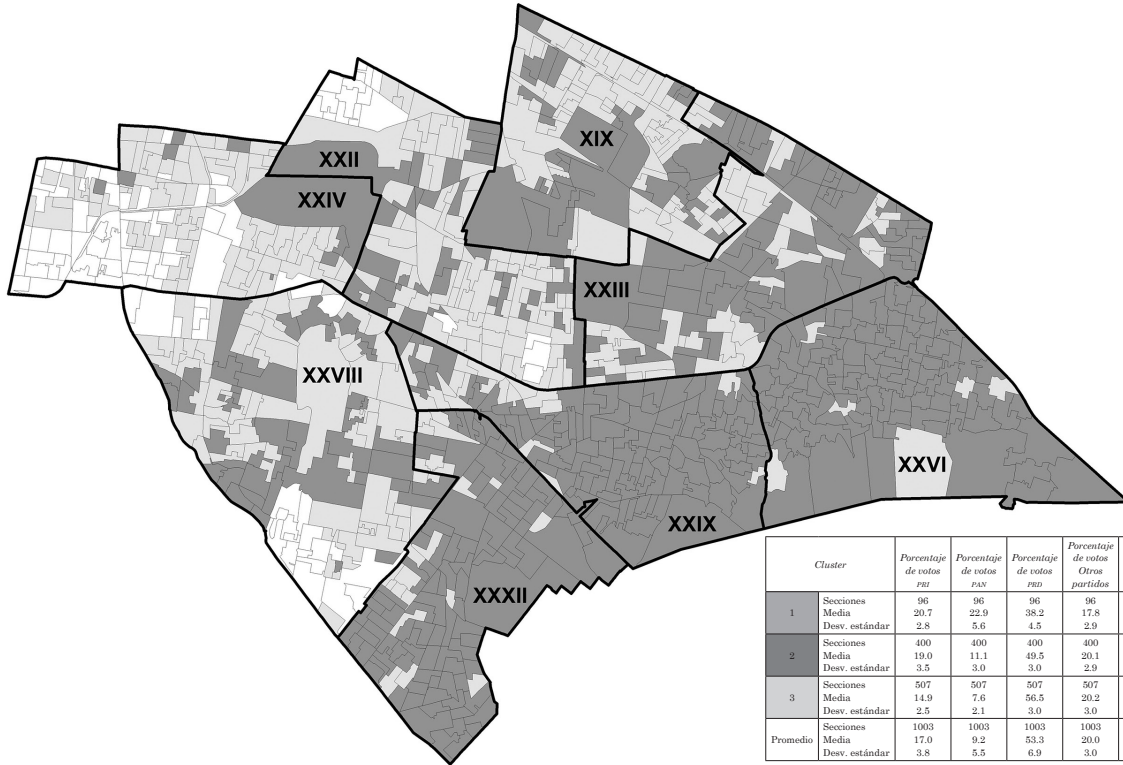 XIX
XXII
XXIV
XXIII
XXVIII
XXVI
XXIX
XXXII
Cluster
Porcentaje de votos PRI
Porcentaje de votos PAN
Porcentaje de votos PRD
Porcentaje de votos Otros partidos
1
Secciones 96 96 96 96
Media 20.7 22.9 38.2 17.8
Desv. estándar 2.8 5.6 4.5 2.9
2
Secciones 400 400 400 400
Media 19.0 11.1 49.5 20.1
Desv. estándar 3.5 3.0 3.0 2.9
3
Secciones 507 507 507 507
Media 14.9 7.6 56.5 20.2
Desv. estándar 2.5 2.1 3.0 3.0
Promedio
Secciones 1003 1003 1003 1003
Media 17.0 9.2 53.3 20.0
Desv. estándar 3.8 5.5 6.9 3.0